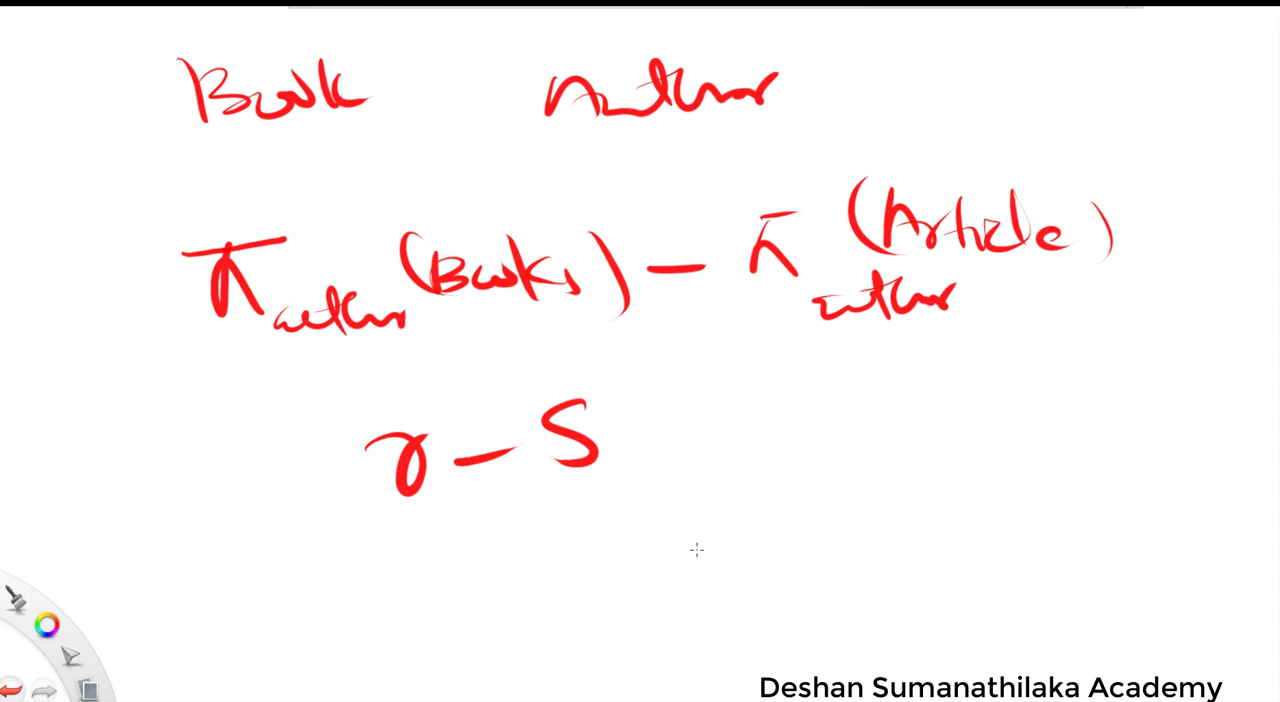 Book Author
π author (Books) - π author (Article)
r - s
Deshan Sumanathilaka Academy